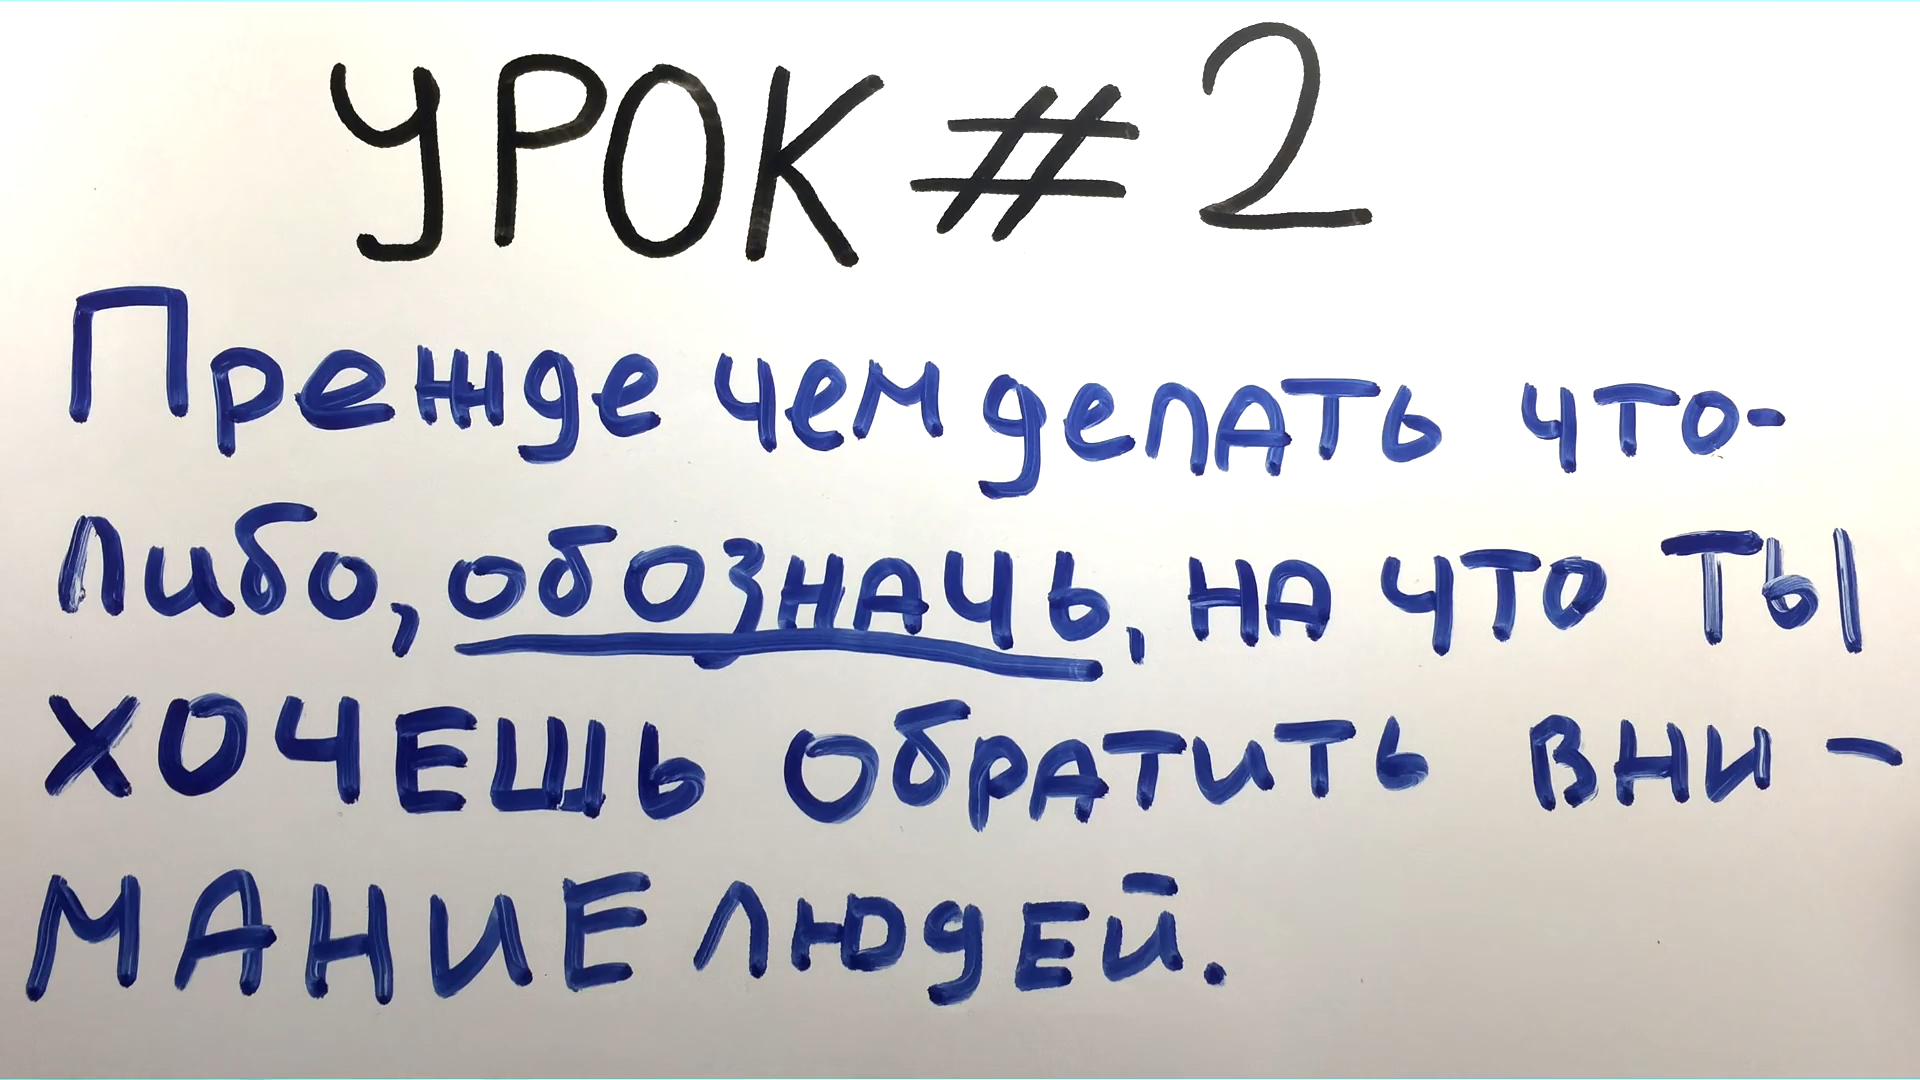 УРОК #2
Прежде чем делать что-
либо, обозначь, на что ты
ХОЧЕШЬ обратить вни-
МАНИЕ людей.